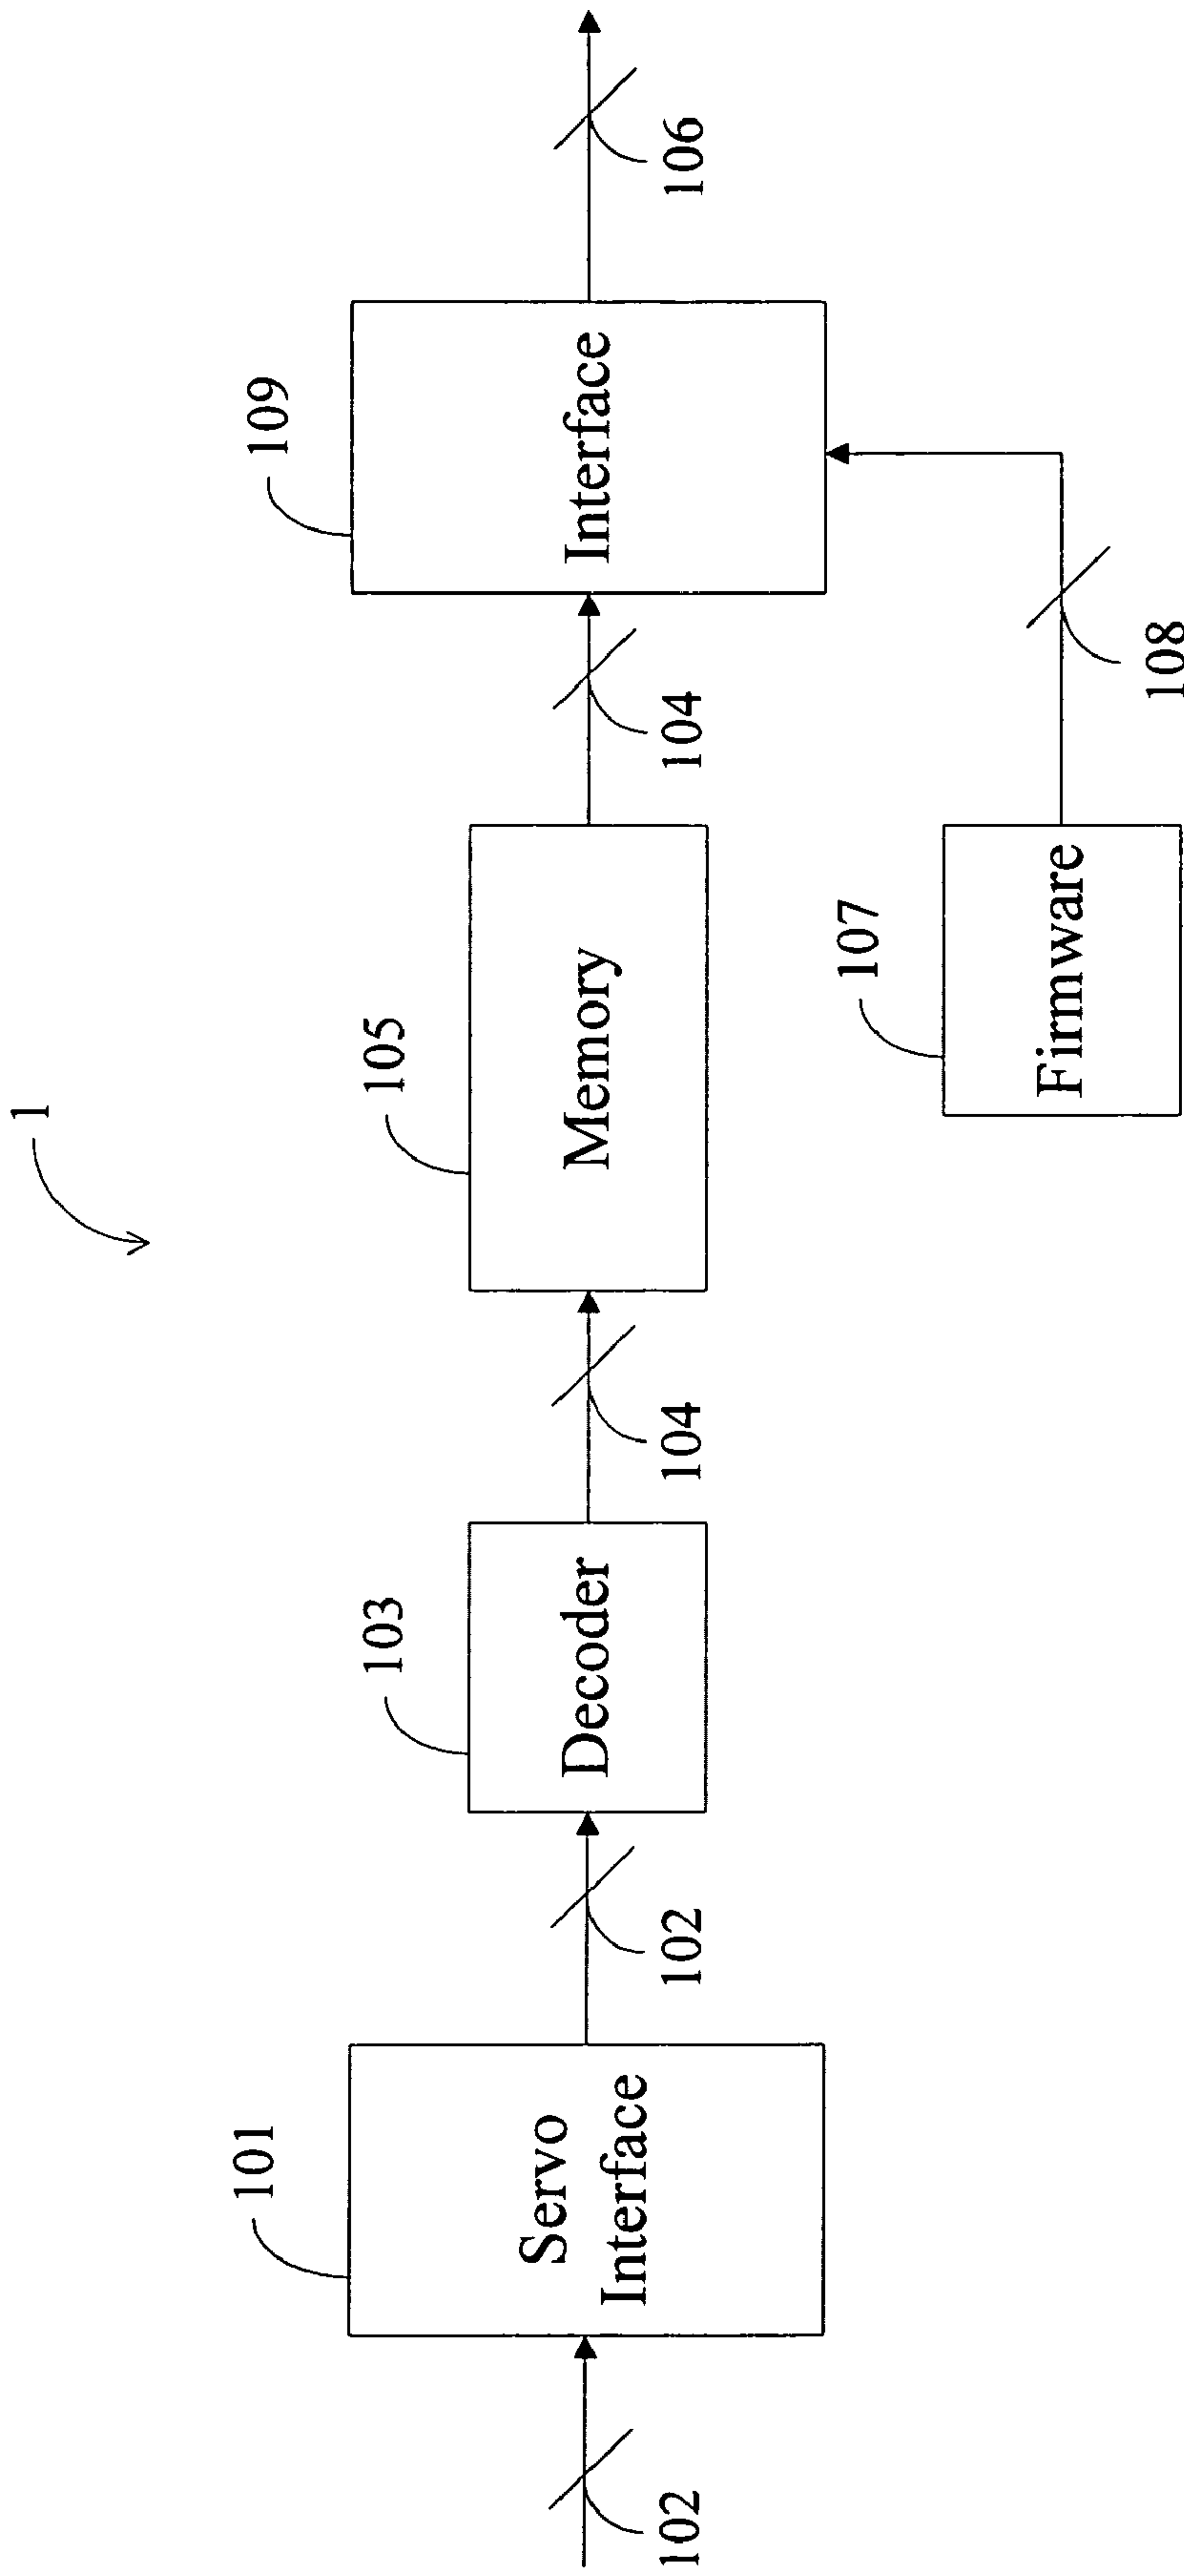 1
101
Servo
Interface
102
102
103
Decoder
104
105
Memory
104
109
Interface
106
107
Firmware
108